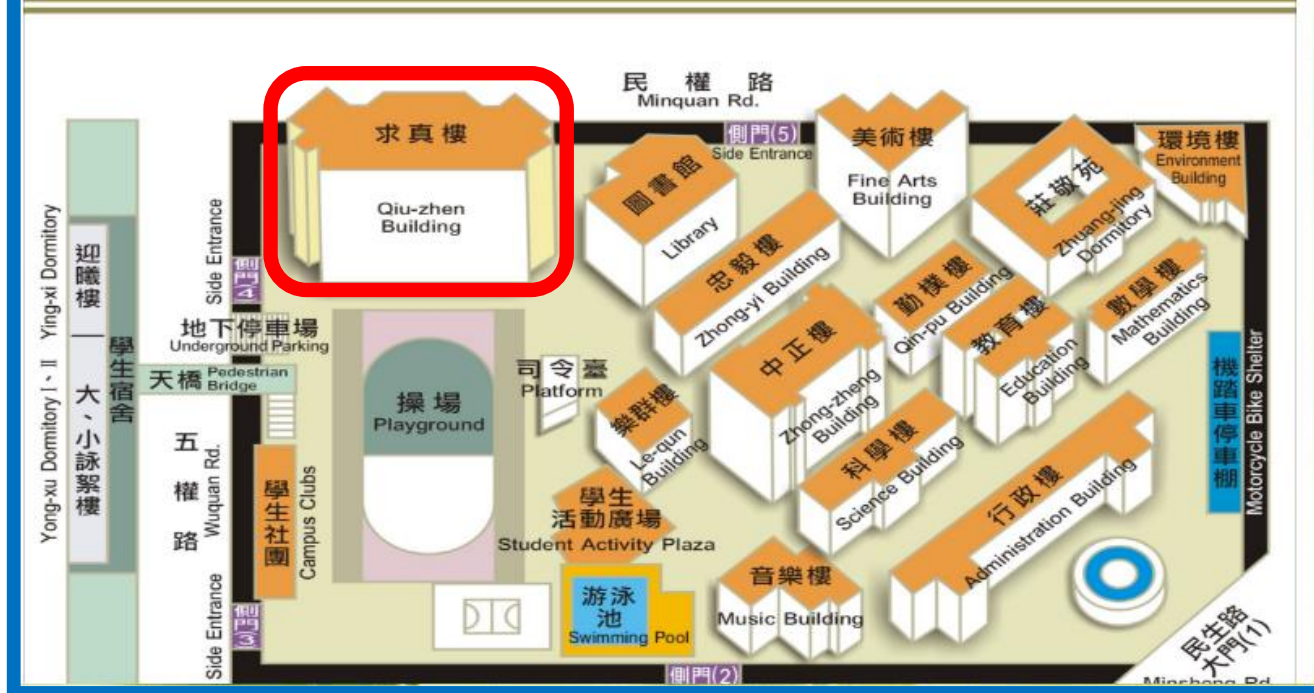 民 權 路
Minquan Rd.
求真樓
Qiu-zhen
Building
側門(5)
Side Entrance
美術樓
Fine Arts
Building
環境樓
Environment
Building
圖書館
Library
莊敬苑
Zhuang-jing
Dormitory
忠毅樓
Zhong-yi Building
勤樸樓
Qin-pu Building
數學樓
Mathematics
Building
教育樓
Education
Building
中正樓
Zhong-zheng
Building
Side Entrance
側門(4)
地下停車場
Underground Parking
天橋
Pedestrian
Bridge
迎曦樓
大、小詠絮樓
學生宿舍
Ying-xi Dormitory
Yong-xu Dormitory I、II
操場
Playground
司令臺
Platform
樂群樓
Le-qun
Building
科學樓
Science Building
行政樓
Administration Building
機踏車停車棚
Motorcycle Bike Shelter
五權路
Wuquan Rd.
學生社團
Campus Clubs
學生
活動廣場
Student Activity Plaza
游泳
池
Swimming Pool
音樂樓
Music Building
Side Entrance
側門3
側門(2)
民生路
大門(1)
Minsheng Rd